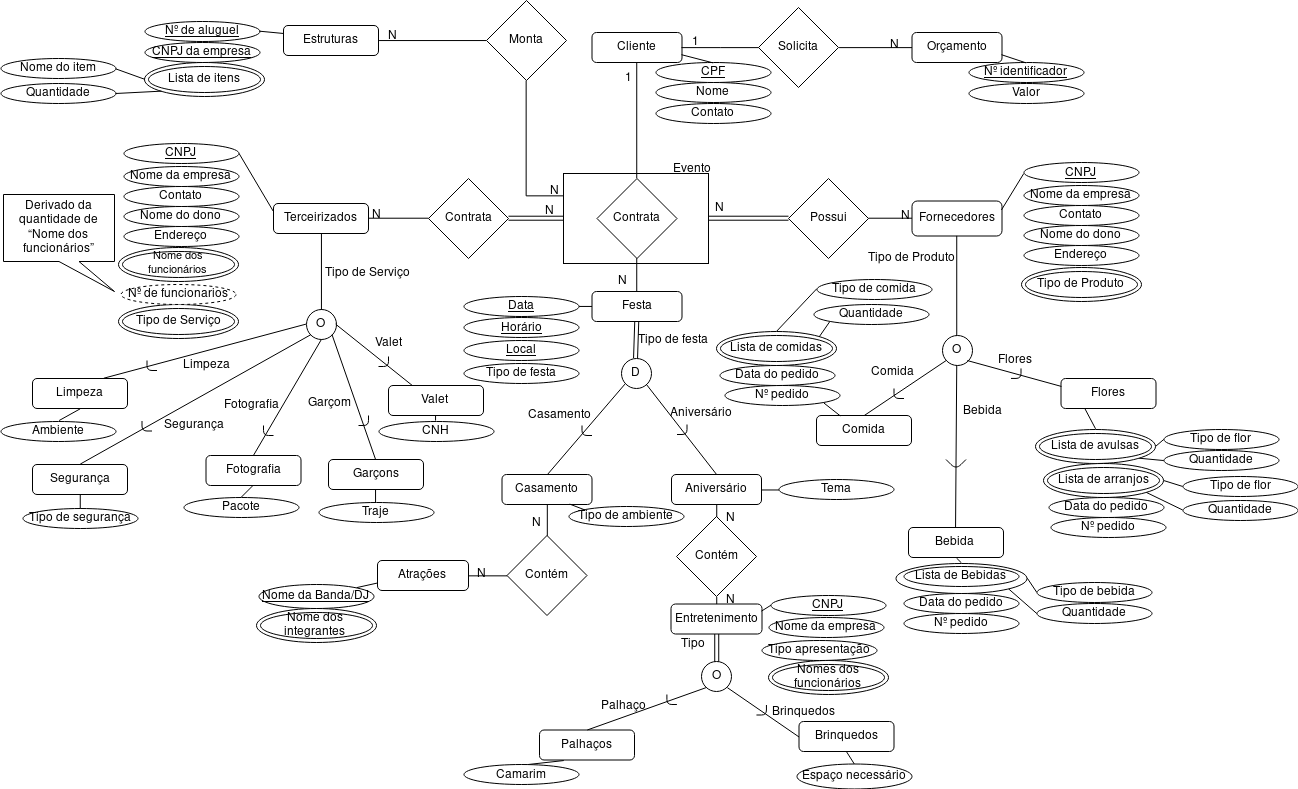 Nº de aluguel
CNPJ da empresa
Lista de itens
Nome do item
Quantidade
Estruturas
N
Monta
Cliente
1
1
CPF
Nome
Contato
Solicita
N
Orçamento
Nº identificador
Valor
CNPJ
Nome da empresa
Contato
Nome do dono
Endereço
Nome dos
funcionários
Nº de funcionarios
Tipo de Serviço
Derivado da
quantidade de
“Nome dos
funcionários”
Terceirizados
N
Contrata
N
N
Evento
Contrata
N
Possui
N
Fornecedores
CNPJ
Nome da empresa
Contato
Nome do dono
Endereço
Tipo de Produto
Tipo de Serviço
O
Limpeza
Limpeza
Ambiente
Segurança
Segurança
Tipo de segurança
Fotografia
Fotografia
Pacote
Garçom
Garçons
Traje
Valet
Valet
CNH
N
Festa
Data
Horário
Local
Tipo de festa
Tipo de festa
D
Casamento
Casamento
Tipo de ambiente
N
Contém
N
Atrações
Nome da Banda/DJ
Nome dos
integrantes
Aniversário
Aniversário
Tema
N
Contém
N
Entretenimento
CNPJ
Nome da empresa
Tipo apresentação
Nomes dos
funcionários
Tipo
O
Palhaço
Palhaços
Camarim
Brinquedos
Brinquedos
Espaço necessário
Tipo de Produto
O
Tipo de comida
Quantidade
Lista de comidas
Data do pedido
Nº pedido
Comida
Comida
Bebida
Bebida
Lista de Bebidas
Data do pedido
Nº pedido
Tipo de bebida
Quantidade
Flores
Flores
Lista de avulsas
Tipo de flor
Quantidade
Lista de arranjos
Tipo de flor
Quantidade
Data do pedido
Nº pedido